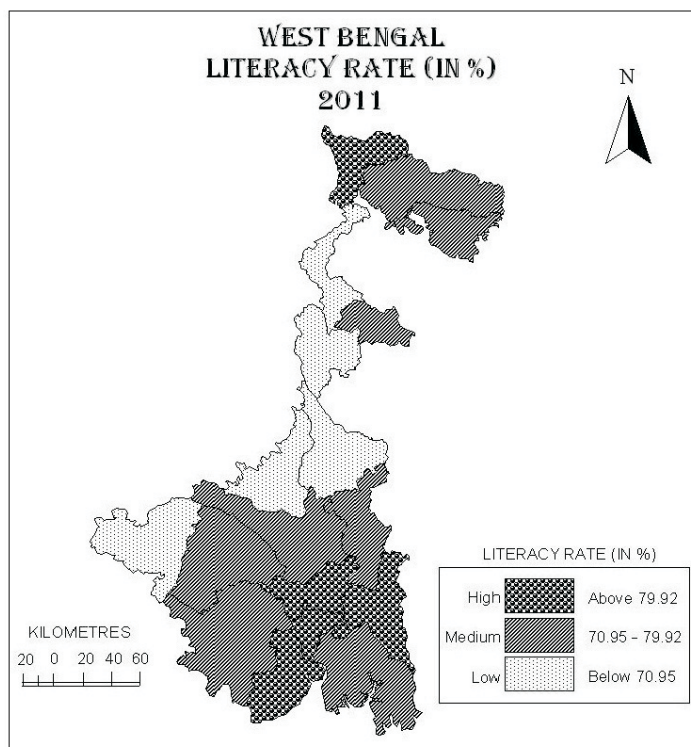 WEST BENGAL
LITERACY RATE (IN %)
2011
N
LITERACY RATE (IN %)
High Above 79.92
Medium 70.95 - 79.92
Low Below 70.95
KILOMETRES
20 0 20 40 60